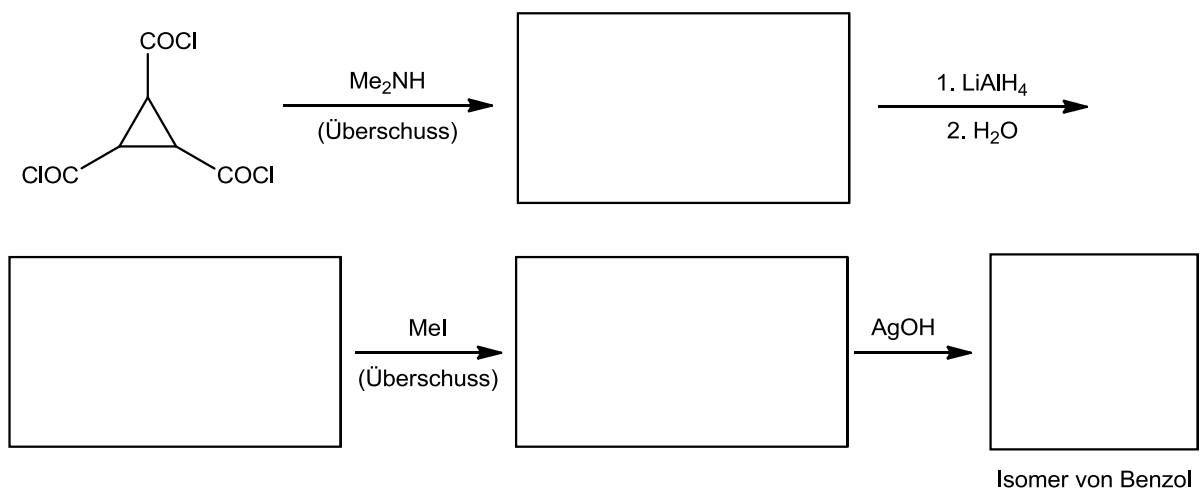 COCl
ClOC
COCl
Me₂NH
(Überschuss)
1. LiAlH₄
2. H₂O
MeI
(Überschuss)
AgOH
Isomer von Benzol